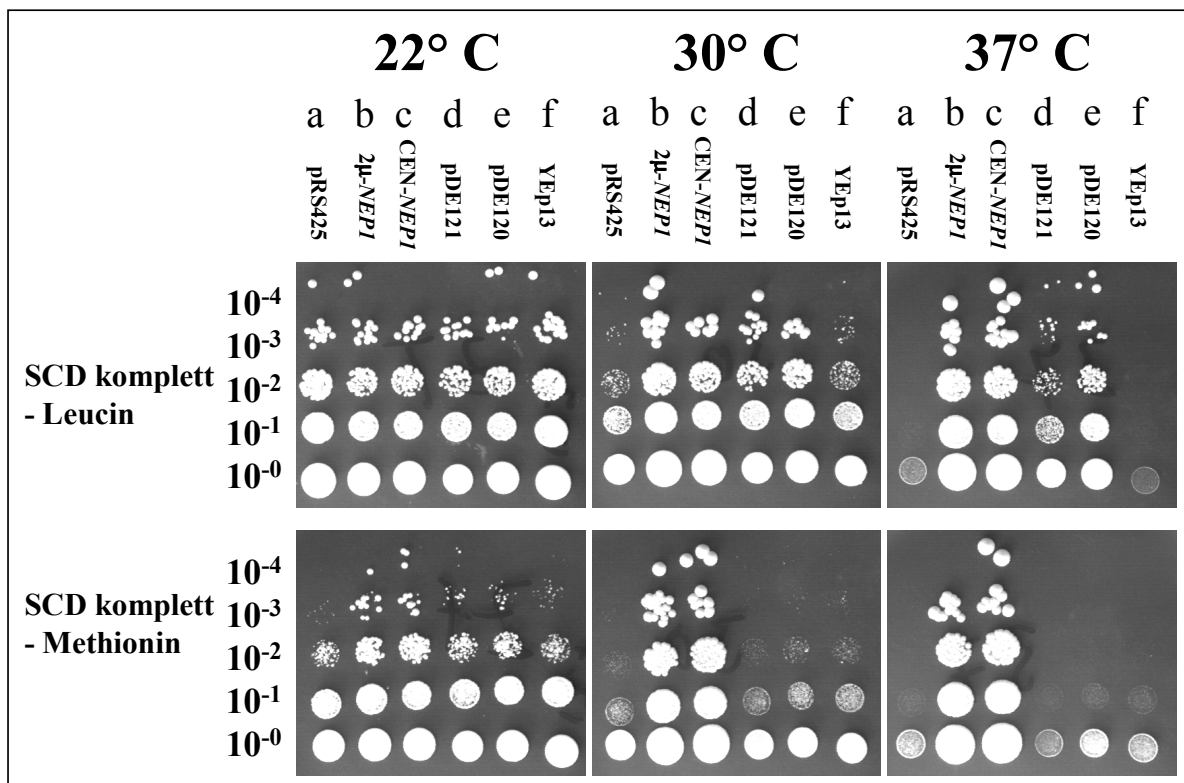 22° C 30° C 37° C
a b c d e f a b c d e f a b c d e f
pRS425 2µ-NEP1 CEN-NEP1 pDE121 pDE120 YEp13 pRS425 2µ-NEP1 CEN-NEP1 pDE121 pDE120 YEp13 pRS425 2µ-NEP1 CEN-NEP1 pDE121 pDE120 YEp13
10⁻⁴
10⁻³
SCD komplett
- Leucin
10⁻²
10⁻¹
10⁻⁰
10⁻⁴
10⁻³
SCD komplett
- Methionin
10⁻²
10⁻¹
10⁻⁰